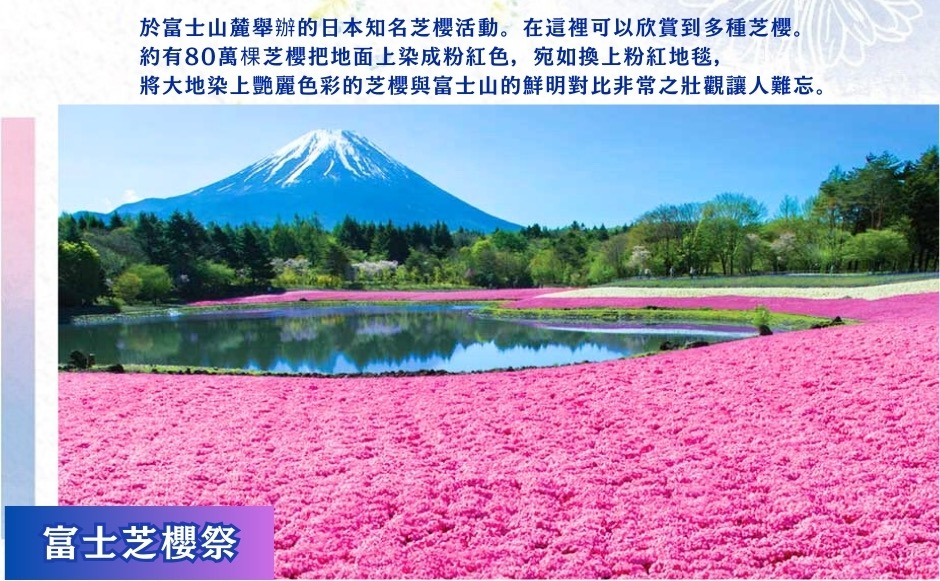 於富士山麓舉辦的日本知名芝櫻活動。在這裡可以欣賞到多種芝櫻。
約有80萬棵芝櫻把地面上染成粉紅色，宛如換上粉紅地毯，
將大地染上艷麗色彩的芝櫻與富士山的鮮明對比非常之壯觀讓人難忘。
富士芝櫻祭